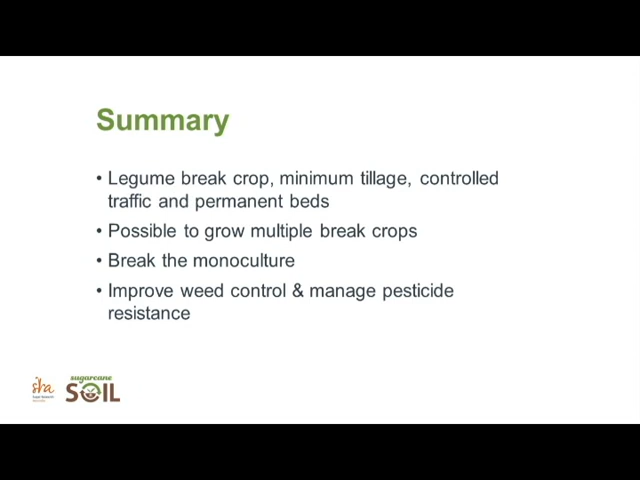 Summary
• Legume break crop, minimum tillage, controlled
traffic and permanent beds
• Possible to grow multiple break crops
• Break the monoculture
• Improve weed control & manage pesticide
resistance
sugarcane
SOIL